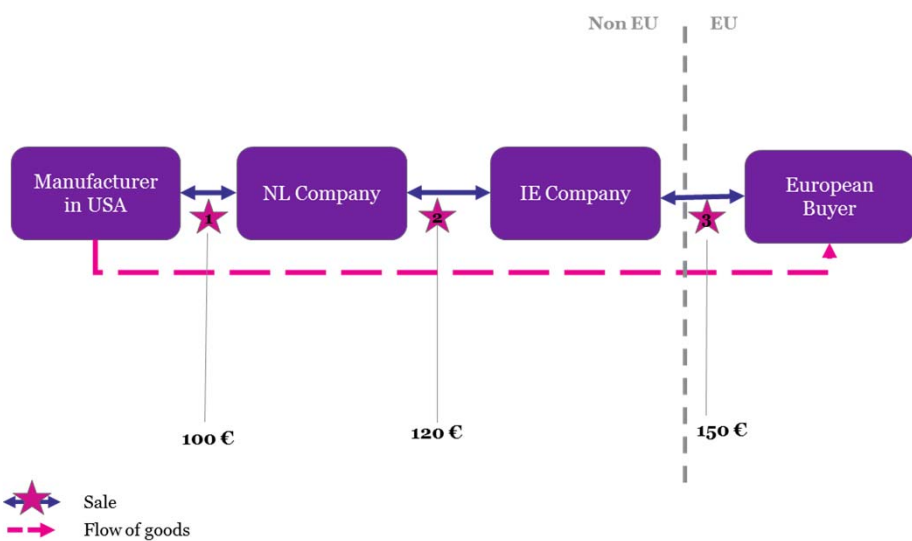 Non EU
EU
Manufacturer
in USA
NL Company
IE Company
European
Buyer
1
2
3
100 €
120 €
150 €
Sale
Flow of goods